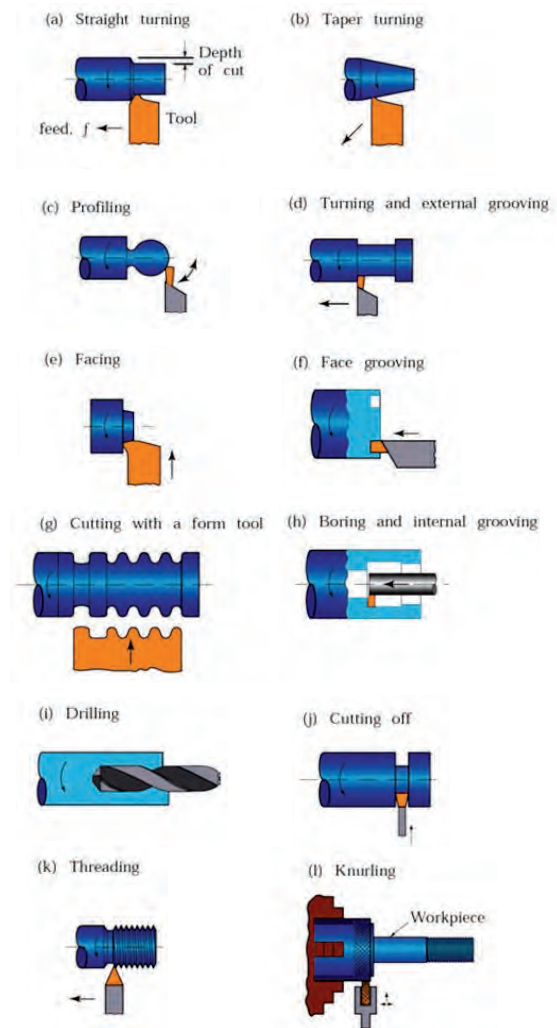 (a) Straight turning
Depth
of cut
feed, f
Tool
(b) Taper turning
(c) Profiling
(d) Turning and external grooving
(e) Facing
(f) Face grooving
(g) Cutting with a form tool
(h) Boring and internal grooving
(i) Drilling
(j) Cutting off
(k) Threading
(l) Knurling
Workpiece